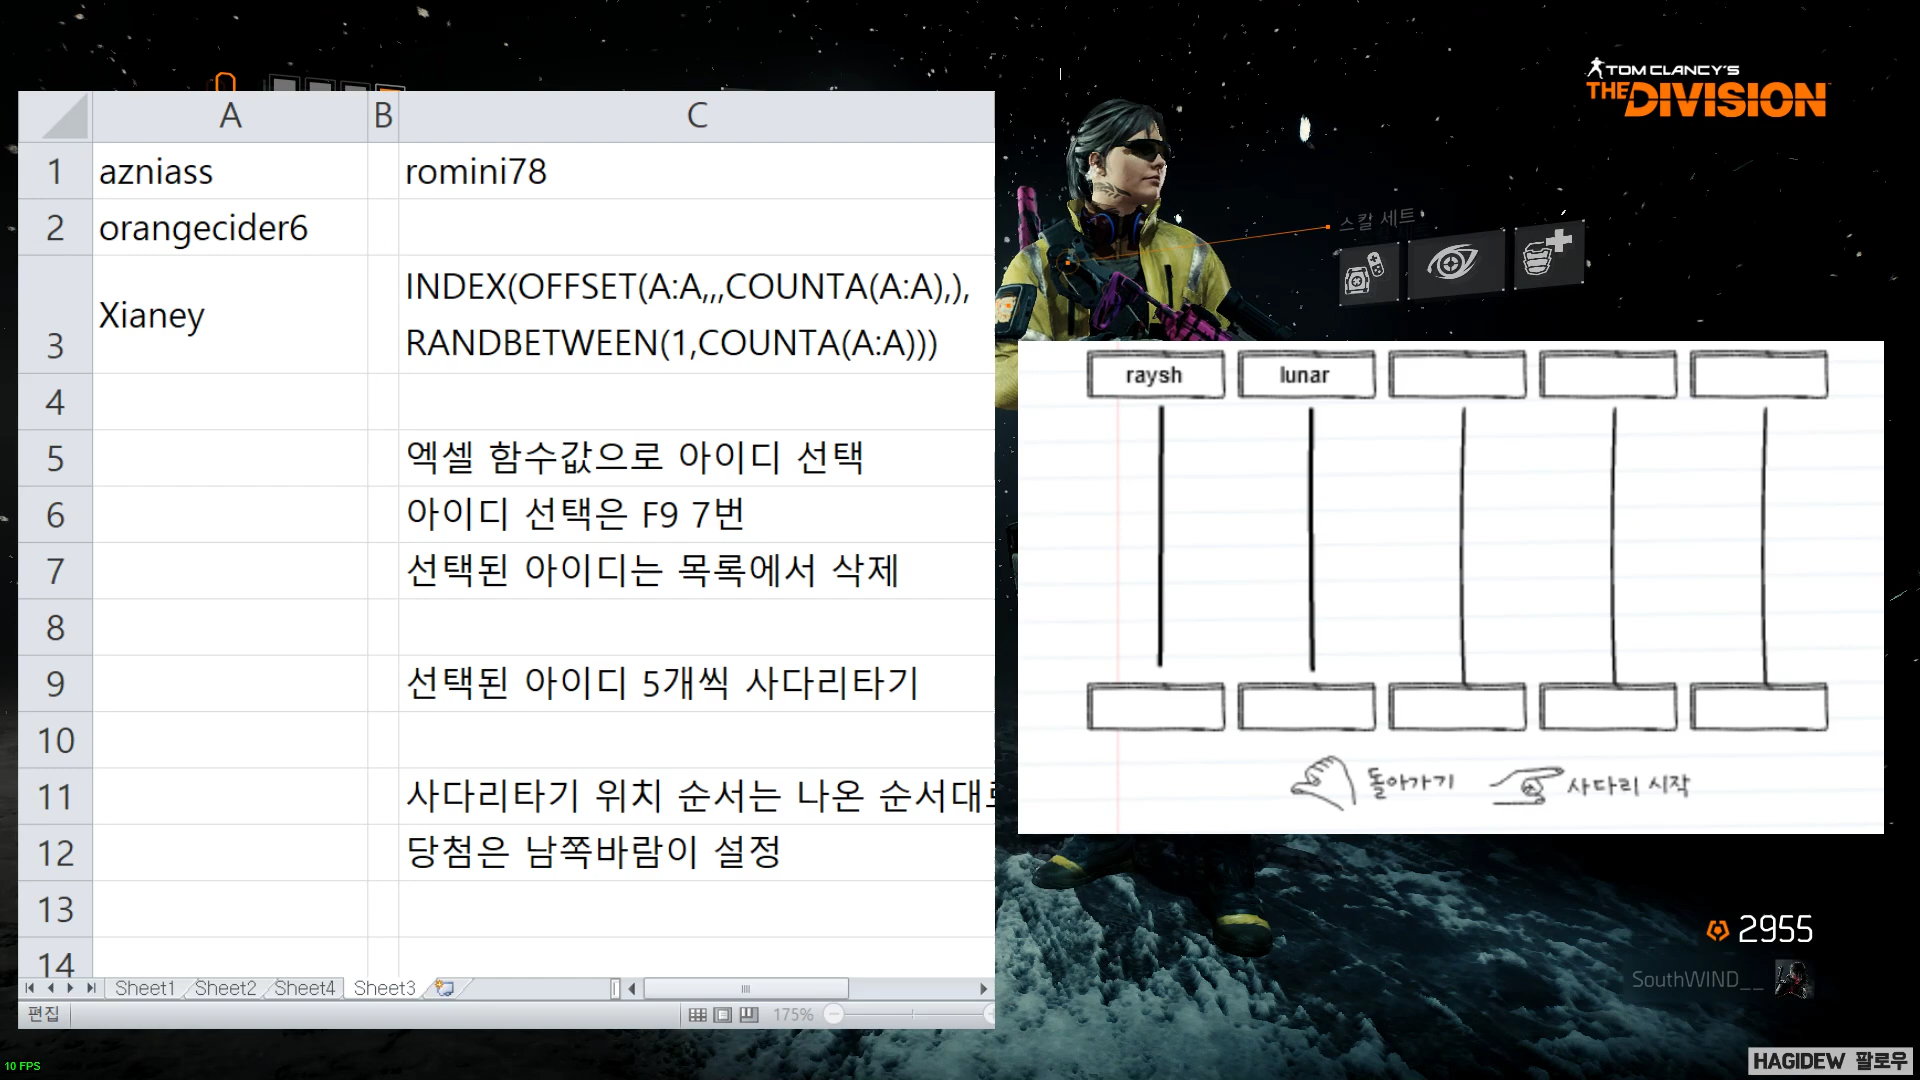 TOM CLANCY'S
THE DIVISION
A B C
1 azniass romini78
2 orangecider6
3 Xianey INDEX(OFFSET(A:A,,,COUNTA(A:A),),
RANDBETWEEN(1,COUNTA(A:A)))
4
5 엑셀 함수값으로 아이디 선택
6 아이디 선택은 F9 7번
7 선택된 아이디는 목록에서 삭제
8
9 선택된 아이디 5개씩 사다리타기
10
11 사다리타기 위치 순서는 나온 순서대로
12 당첨은 남쪽바람이 설정
13
14
Sheet1 Sheet2 Sheet4 Sheet3
편집 175%
스킬 세트
raysh lunar
돌아가기 사다리 시작
2955
SouthWIND__
10 FPS
HAGIDEW 팔로우